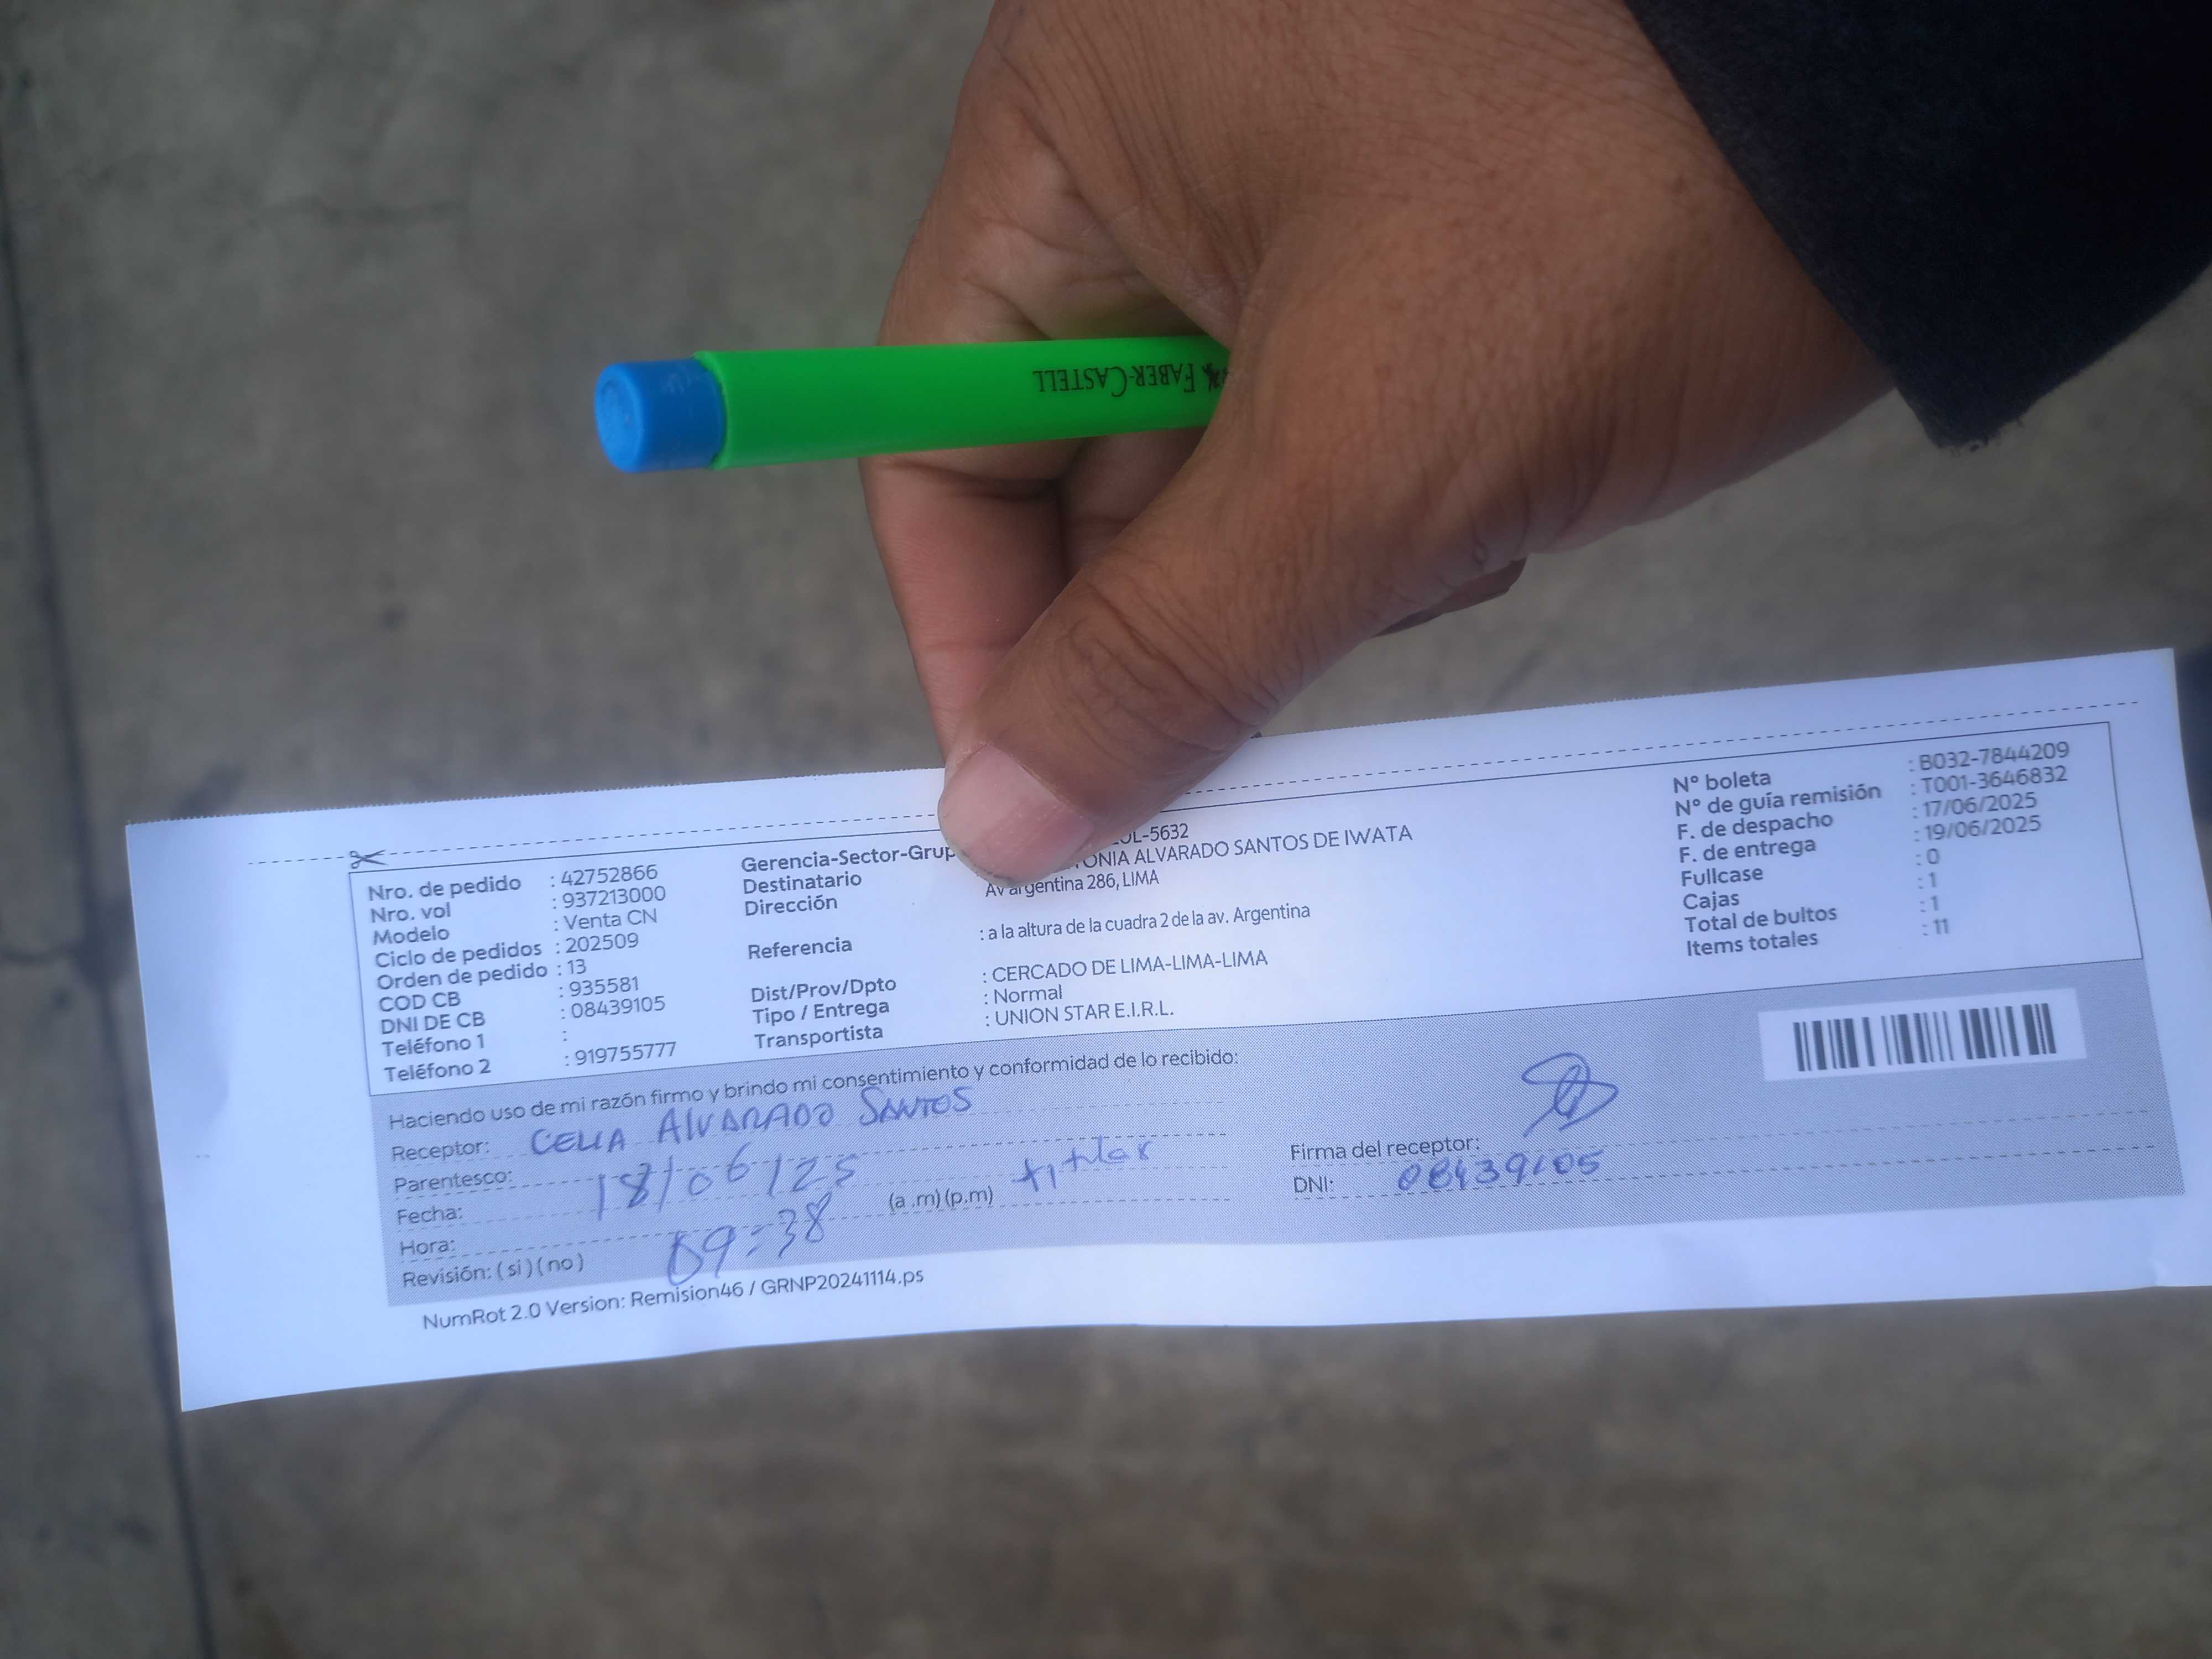 FABER-CASTELL
Nro. de pedido : 42752866
Nro. vol : 937213000
Modelo : Venta CN
Ciclo de pedidos : 202509
Orden de pedido : 13
COD CB : 935581
DNI DE CB : 08439105
Teléfono 1 :
Teléfono 2 : 919755777
Gerencia-Sector-Grup
-5632
Destinatario ALVARADO SANTOS DE IWATA
Dirección Av argentina 286, LIMA
Referencia : a la altura de la cuadra 2 de la av. Argentina
Dist/Prov/Dpto : CERCADO DE LIMA-LIMA-LIMA
Tipo / Entrega : Normal
Transportista : UNION STAR E.I.R.L.
Nº boleta : B032-7844209
Nº de guía remisión : T001-3646832
F. de despacho : 17/06/2025
F. de entrega : 19/06/2025
Fullcase : 0
Cajas : 1
Total de bultos : 1
Items totales : 11
Haciendo uso de mi razón firmo y brindo mi consentimiento y conformidad de lo recibido:
Receptor: CELIA ALVARADO SANTOS
Parentesco:
Fecha: 18/06/25
Hora: 09:38 (a .m) (p.m) titular
Revisión: ( si ) ( no )
Firma del receptor:
DNI: 08439105
NumRot 2.0 Version: Remision46 / GRNP20241114.ps